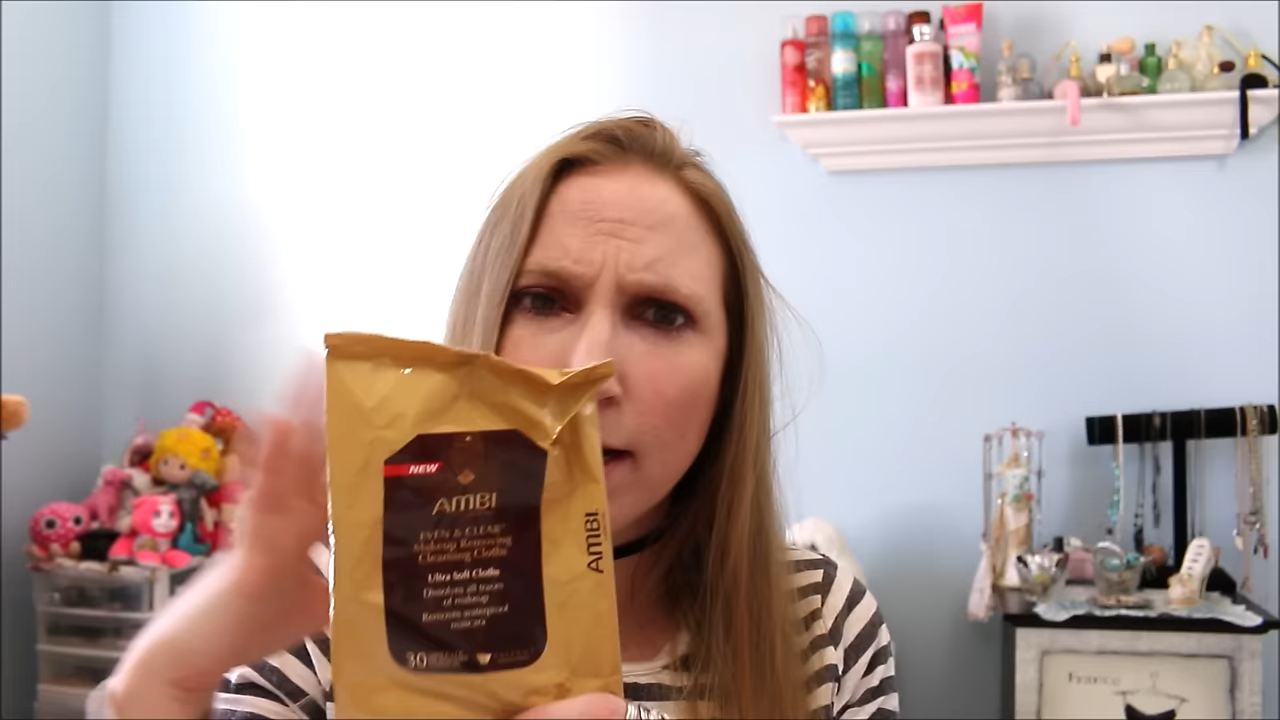 NEW
AMBI
EVEN & CLEAR
Makeup Removing
Cleansing Cloths
Ultra Soft Cloths
Dissolves all traces
of makeup
Removes waterproof
mascara
30
AMBI
France